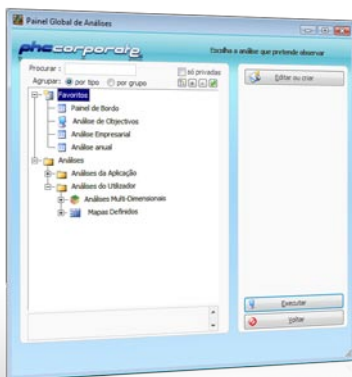 Painel Global de Análises
phccorporate
Escolha a análise que pretende observar
Procurar :
só privadas
Agrupar: por tipo por grupo
Editar ou criar
Favoritos
Painel de Bordo
Análise de Objectivos
Análise Empresarial
Análise anual
Análises
Análises da Aplicação
Análises do Utilizador
Análises Multi-Dimensionais
Mapas Definidos
Executar
Voltar